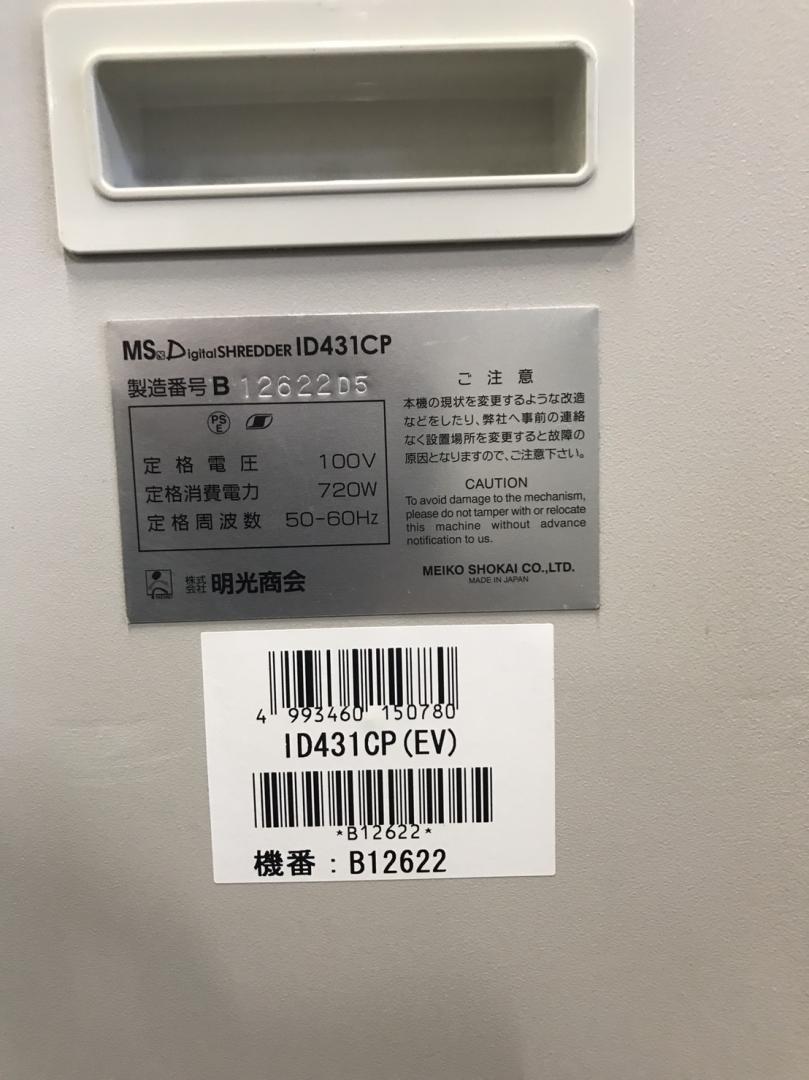 MS DigitalSHREDDER ID431CP
製造番号 B 12622D5
PS E
定格電圧 100V
定格消費電力 720W
定格周波数 50-60Hz
株式会社 明光商会
ご注意
本機の現状を変更するような改造
などをしたり、弊社へ事前の連絡
なく設置場所を変更すると故障の
原因となりますので、ご注意下さい。
CAUTION
To avoid damage to the mechanism,
please do not tamper with or relocate
this machine without advance
notification to us.
MEIKO SHOKAI CO.,LTD.
MADE IN JAPAN
4 993460 150780
ID431CP(EV)
*B12622*
機番：B12622